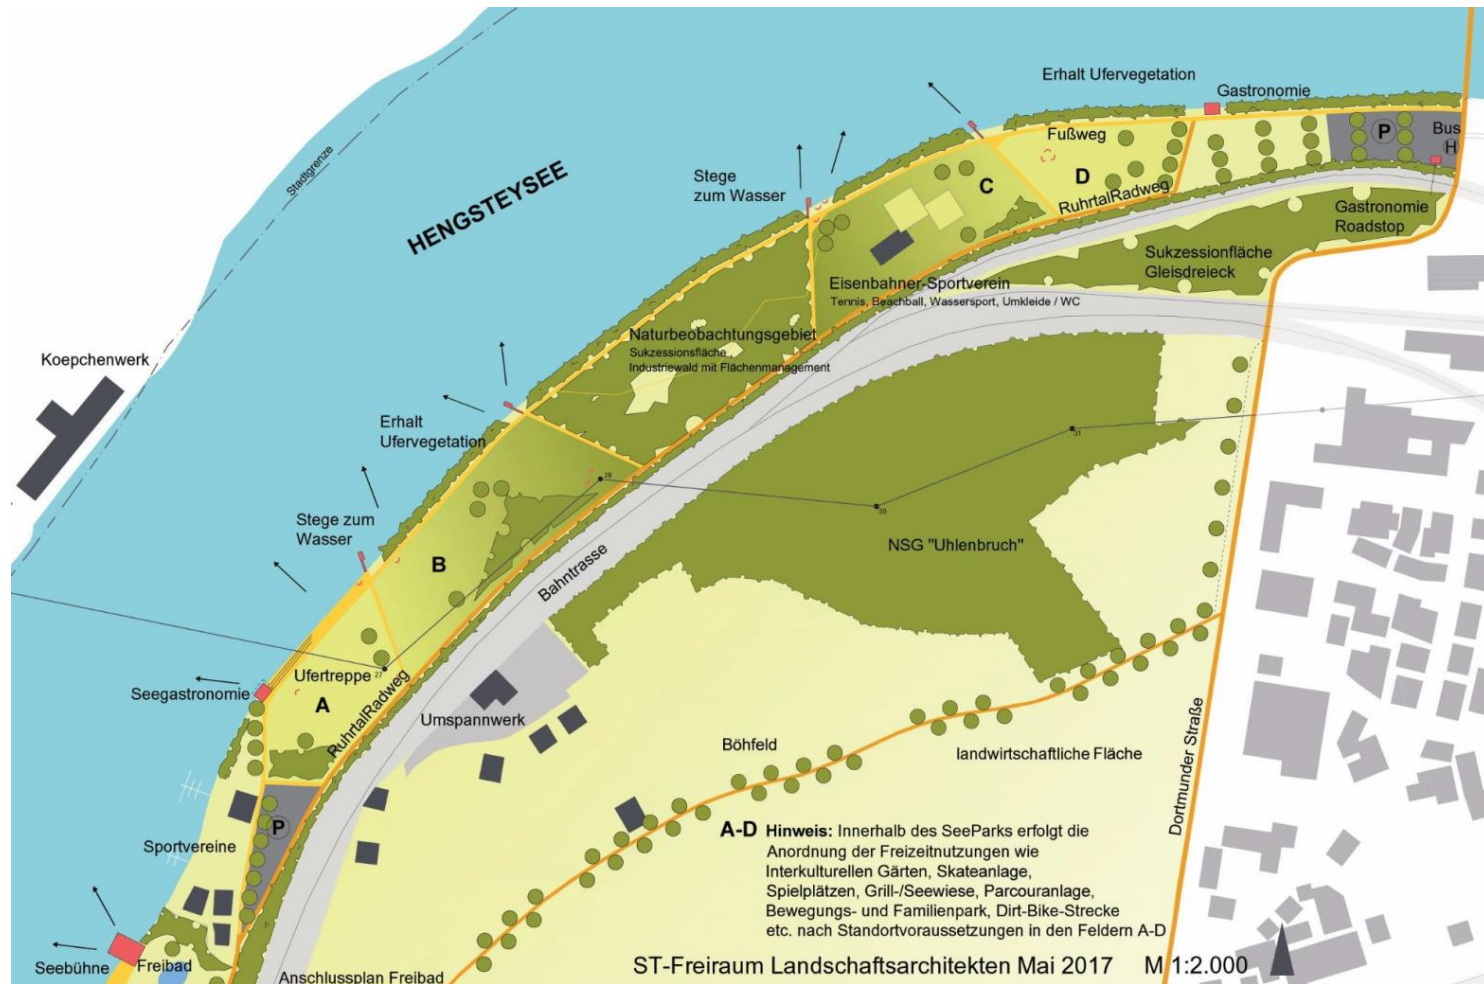 Erhalt Ufervegetation
Gastronomie
Stadtgrenze
HENGSTEYSEE
Stege
zum Wasser
C
Fußweg
D
RuhrtalRadweg
P
Bus
H
Gastronomie
Roadstop
Sukzessionfläche
Gleisdreieck
Eisenbahner-Sportverein
Tennis, Beachball, Wassersport, Umkleide / WC
Naturbeobachtungsgebiet
Sukzessionsfläche
Industriewald mit Flächenmanagement
Koepchenwerk
Erhalt
Ufervegetation
31
28
30
Stege zum
Wasser
B
NSG "Uhlenbruch"
Bahntrasse
Ufertreppe
27
Seegastronomie
A
RuhrtalRadweg
Umspannwerk
Böhfeld
landwirtschaftliche Fläche
Dortmunder Straße
P
Sportvereine
A-D Hinweis: Innerhalb des SeeParks erfolgt die
Anordnung der Freizeitnutzungen wie
Interkulturellen Gärten, Skateanlage,
Spielplätzen, Grill-/Seewiese, Parcouranlage,
Bewegungs- und Familienpark, Dirt-Bike-Strecke
etc. nach Standortvoraussetzungen in den Feldern A-D
Seebühne
Freibad
Anschlussplan Freibad
ST-Freiraum Landschaftsarchitekten Mai 2017 M 1:2.000